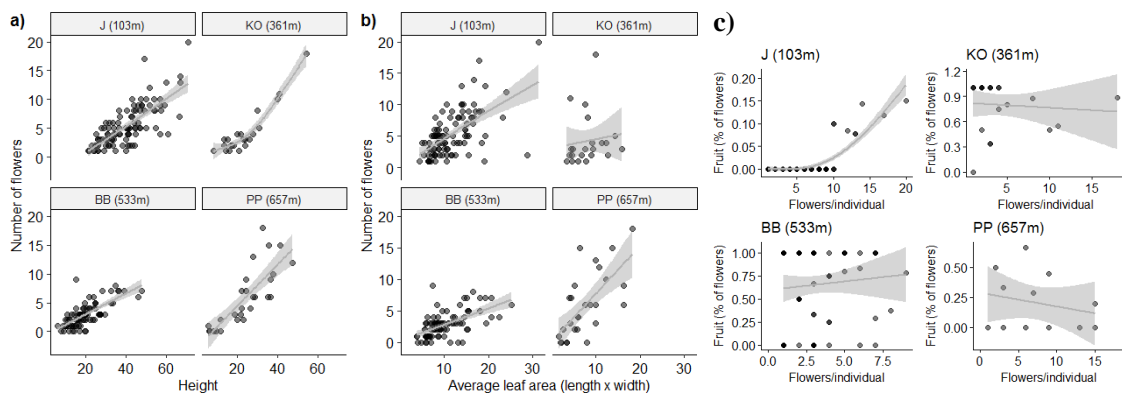 a)
J (103m) KO (361m)
20
15
10
5
0
BB (533m) PP (657m)
20
15
10
5
0
0 20 40 60 0 20 40 60
Height
Number of flowers
b)
J (103m) KO (361m)
20
15
10
5
0
BB (533m) PP (657m)
20
15
10
5
0
0 10 20 30 0 10 20 30
Average leaf area (length x width)
Number of flowers
c)
J (103m)
0.20
0.15
0.10
0.05
0.00
5 10 15 20
Flowers/individual
Fruit (% of flowers)
KO (361m)
1.2
0.9
0.6
0.3
0.0
5 10 15
Flowers/individual
Fruit (% of flowers)
BB (533m)
1.00
0.75
0.50
0.25
0.00
0.0 2.5 5.0 7.5
Flowers/individual
Fruit (% of flowers)
PP (657m)
0.50
0.25
0.00
0 5 10 15
Flowers/individual
Fruit (% of flowers)